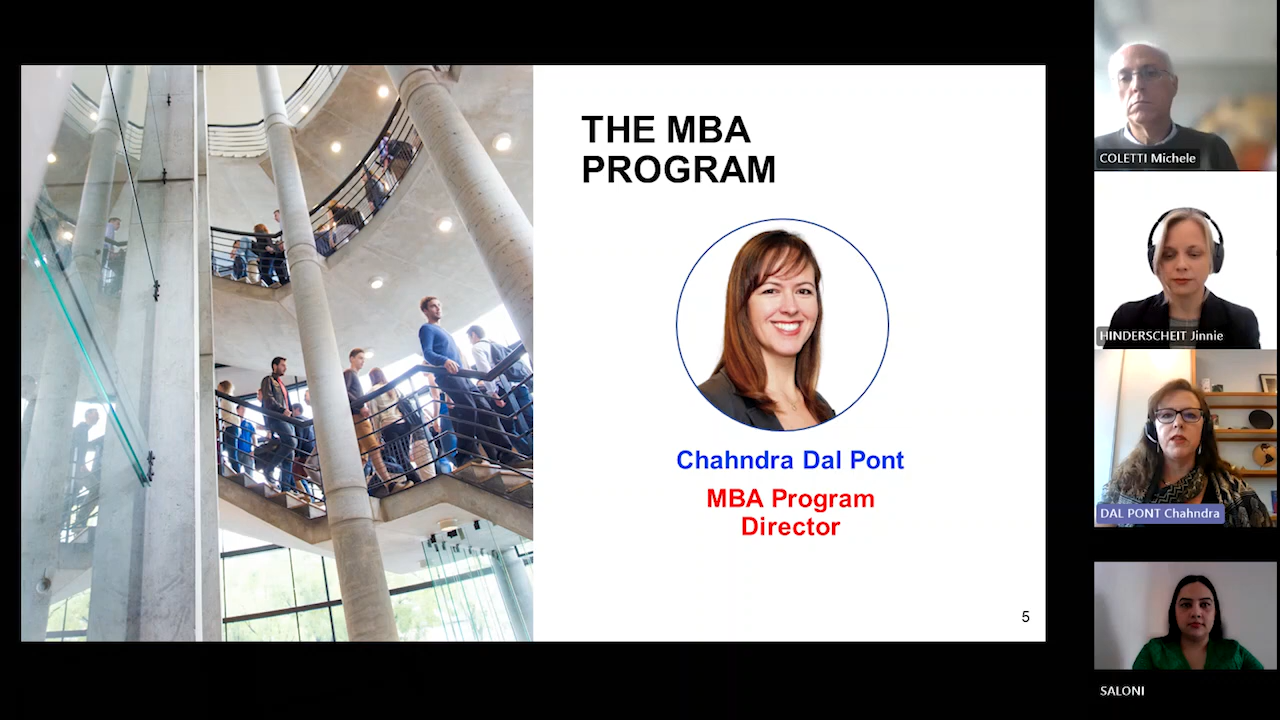 THE MBA
PROGRAM
Chahndra Dal Pont
MBA Program
Director
5
COLETTI Michele
HINDERSCHEIT Jinnie
DAL PONT Chahndra
SALONI